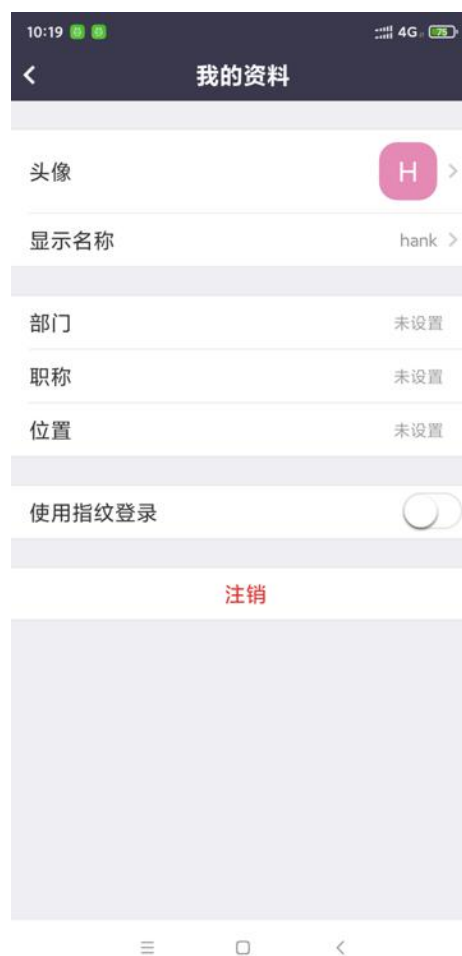 10:19 4G 75
我的资料
头像 H
显示名称 hank
部门 未设置
职称 未设置
位置 未设置
使用指纹登录
注销